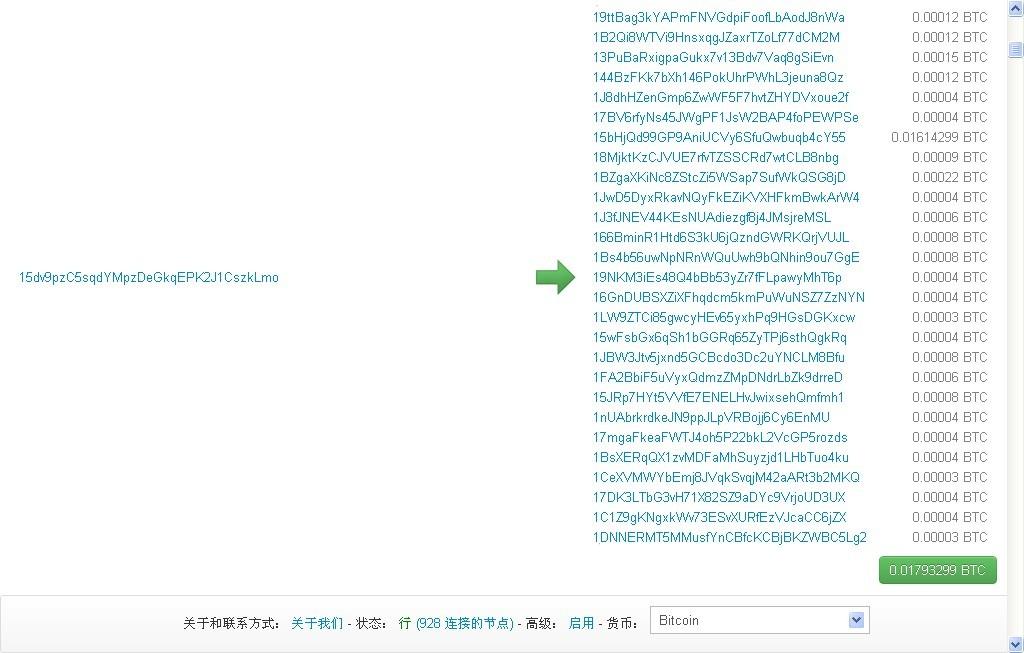 19ttBag3kYAPmFNVGdpiFoofLbAodJ8nWa 0.00012 BTC
1B2Qi8WTVi9HnsxqgJZaxrTZoLf77dCM2M 0.00012 BTC
13PuBaRxigpaGukx7v13Bdv7Vaq8gSiEvn 0.00015 BTC
144BzFKk7bXh146PokUhrPWhL3jeuna8Qz 0.00012 BTC
1J8dhHZenGmp6ZwWF5F7hvtZHYDVxoue2f 0.00004 BTC
17BV6rfyNs45JWgPF1JsW2BAP4foPEWPSe 0.00004 BTC
15bHjQd99GP9AniUCVy6SfuQwbuqb4cY55 0.01614299 BTC
18MjktKzCJVUE7rfvTZSSCRd7wtCLB8nbg 0.00009 BTC
1BZgaXKiNc8ZStcZi5WSap7SufWkQSG8jD 0.00022 BTC
1JwD5DyxRkavNQyFkEZiKVXHFkmBwkArW4 0.00004 BTC
1J3fJNEV44KEsNUAdiezgf8j4JMsjreMSL 0.00006 BTC
166BminR1Htd6S3kU6jQzndGWRKQrjVUJL 0.00008 BTC
1Bs4b56uwNpNRnWQuUwh9bQNhin9ou7GgE 0.00008 BTC
15dv9pzC5sqdYMpzDeGkqEPK2J1CszkLmo 19NKM3iEs48Q4bBb53yZr7fFLpawyMhT6p 0.00004 BTC
16GnDUBSXZiXFhqdcm5kmPuWuNSZ7ZzNYN 0.00004 BTC
1LW9ZTCi85gwcyHEv65yxhPq9HGsDGKxcw 0.00003 BTC
15wFsbGx6qSh1bGGRq65ZyTPj6sthQgkRq 0.00004 BTC
1JBW3Jtv5jxnd5GCBcdo3Dc2uYNCLM8Bfu 0.00008 BTC
1FA2BbiF5uVyxQdmzZMpDNdrLbZk9drreD 0.00006 BTC
15JRp7HYt5VVfE7ENELHvJwixsehQmfmh1 0.00008 BTC
1nUAbrkrdkeJN9ppJLpVRBojj6Cy6EnMU 0.00004 BTC
17mgaFkeaFWTJ4oh5P22bkL2VcGP5rozds 0.00004 BTC
1BsXERqQX1zvMDFaMhSuyzjd1LHbTuo4ku 0.00004 BTC
1CeXVMWYbEmj8JVqkSvqjM42aARt3b2MKQ 0.00003 BTC
17DK3LTbG3vH71X82SZ9aDYc9VrjoUD3UX 0.00004 BTC
1C1Z9gKNgxkWv73ESvXURfEzVJcaCC6jZX 0.00004 BTC
1DNNERMT5MMusfYnCBfcKCBjBKZWBC5Lg2 0.00003 BTC
0.01793299 BTC
关于和联系方式： 关于我们 - 状态： 行 (928 连接的节点) - 高级： 启用 - 货币： Bitcoin